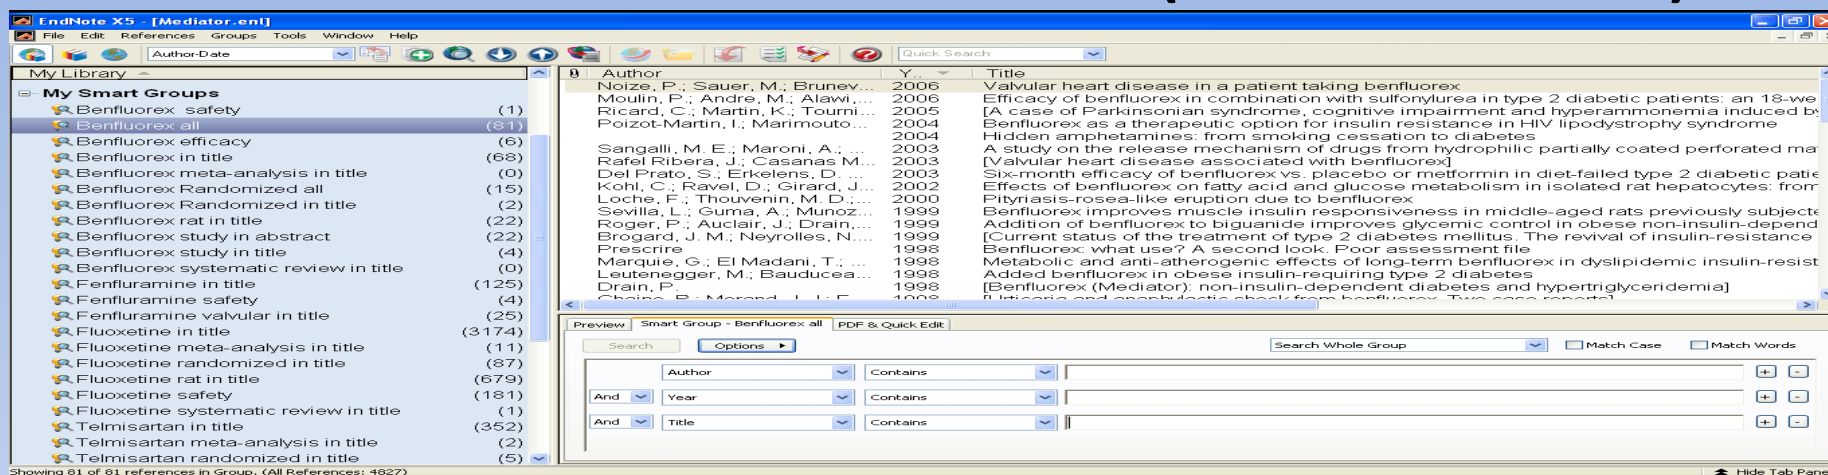 EndNote X5 - [Mediator.enl]
File Edit References Groups Tools Window Help
Author-Date Quick Search
My Library
My Smart Groups
Benfluorex safety (1)
Benfluorex all (81)
Benfluorex efficacy (6)
Benfluorex in title (68)
Benfluorex meta-analysis in title (0)
Benfluorex Randomized all (15)
Benfluorex Randomized in title (2)
Benfluorex rat in title (22)
Benfluorex study in abstract (22)
Benfluorex study in title (4)
Benfluorex systematic review in title (0)
Fenfluramine in title (125)
Fenfluramine safety (4)
Fenfluramine valvular in title (25)
Fluoxetine in title (3174)
Fluoxetine meta-analysis in title (11)
Fluoxetine randomized in title (87)
Fluoxetine rat in title (679)
Fluoxetine safety (181)
Fluoxetine systematic review in title (1)
Telmisartan in title (352)
Telmisartan meta-analysis in title (2)
Telmisartan randomized in title (5)
Author Y... Title
Noize, P.; Sauer, M.; Brunev... 2006 Valvular heart disease in a patient taking benfluorex
Moulin, P.; Andre, M.; Alawi,... 2006 Efficacy of benfluorex in combination with sulfonylurea in type 2 diabetic patients: an 18-we
Ricard, C.; Martin, K.; Tourni... 2005 [A case of Parkinsonian syndrome, cognitive impairment and hyperammonemia induced by
Poizot-Martin, I.; Marimouto... 2004 Benfluorex as a therapeutic option for insulin resistance in HIV lipodystrophy syndrome
2004 Hidden amphetamines: from smoking cessation to diabetes
Sangalli, M. E.; Maroni, A.; ... 2003 A study on the release mechanism of drugs from hydrophilic partially coated perforated ma
Rafel Ribera, J.; Casanas M... 2003 [Valvular heart disease associated with benfluorex]
Del Prato, S.; Erkelens, D. ... 2003 Six-month efficacy of benfluorex vs. placebo or metformin in diet-failed type 2 diabetic patie
Kohl, C.; Ravel, D.; Girard, J... 2002 Effects of benfluorex on fatty acid and glucose metabolism in isolated rat hepatocytes: from
Loche, F.; Thouvenin, M. D.;... 2000 Pityriasis-rosea-like eruption due to benfluorex
Sevilla, L.; Guma, A.; Munoz... 1999 Benfluorex improves muscle insulin responsiveness in middle-aged rats previously subjecte
Roger, P.; Auclair, J.; Drain,... 1999 Addition of benfluorex to biguanide improves glycemic control in obese non-insulin-depend
Brogard, J. M.; Neyrolles, N.... 1999 [Current status of the treatment of type 2 diabetes mellitus. The revival of insulin-resistance
Prescrire 1998 Benfluorex: what use? A second look. Poor assessment file
Marquie, G.; El Madani, T.; ... 1998 Metabolic and anti-atherogenic effects of long-term benfluorex in dyslipidemic insulin-resist
Leutenegger, M.; Bauducea... 1998 Added benfluorex in obese insulin-requiring type 2 diabetes
Drain, P. 1998 [Benfluorex (Mediator): non-insulin-dependent diabetes and hypertriglyceridemia]
1998 [Urticaria and anaphylactic shock from benfluorex. Two case reports]
Preview Smart Group - Benfluorex all PDF & Quick Edit
Search Options Search Whole Group Match Case Match Words
Author Contains
And Year Contains
And Title Contains
Showing 81 of 81 references in Group. (All References: 4827) Hide Tab Pane